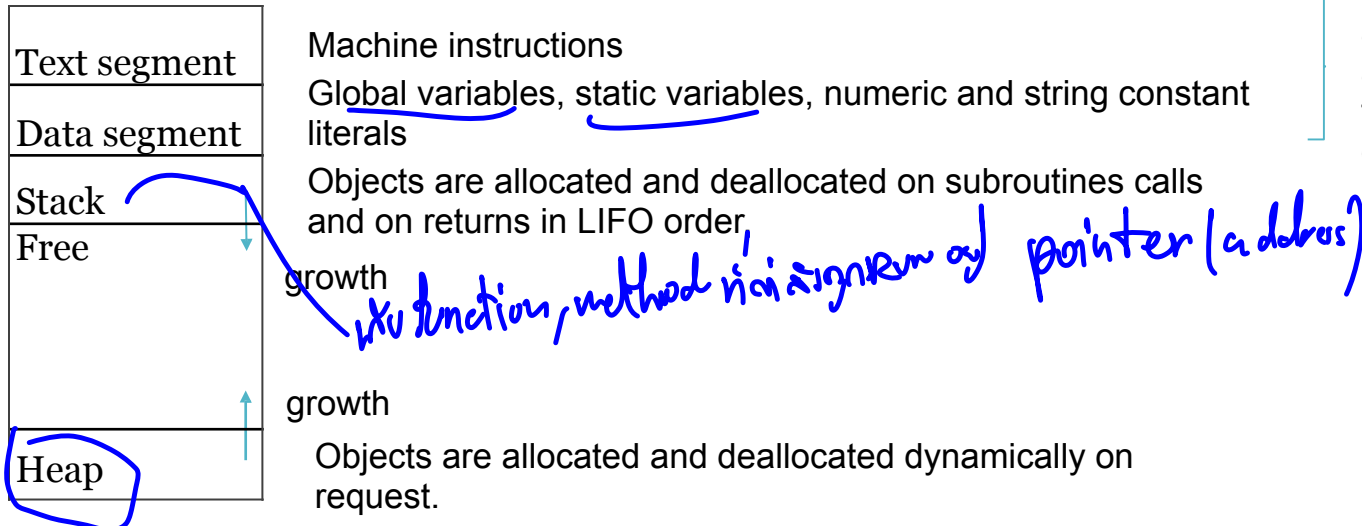 Text segment
Machine instructions
Global variables, static variables, numeric and string constant
literals
Data segment
Stack
Objects are allocated and deallocated on subroutines calls
and on returns in LIFO order
Free
growth
function, method pointer (address)
growth
Heap
Objects are allocated and deallocated dynamically on
request.